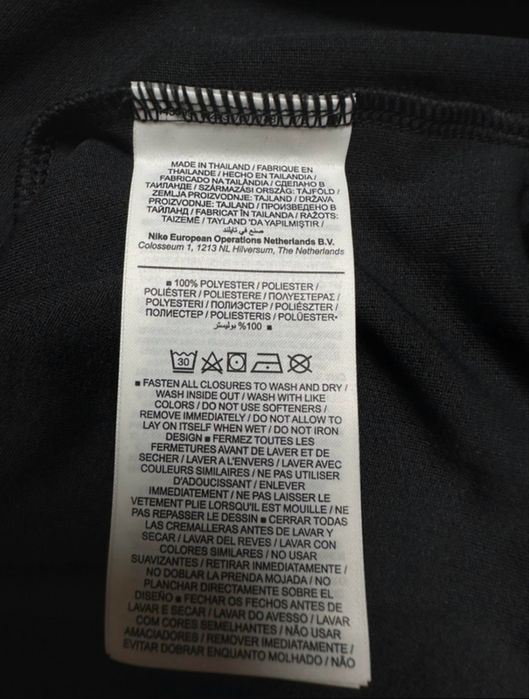 MADE IN THAILAND / FABRIQUE EN
THAILANDE / HECHO EN TAILANDIA /
FABRICADO NA TAILÂNDIA / СДЕЛАНО В
ТАИЛАНДЕ / SZÁRMAZÁSI ORSZÁG: TÁJFÖLD /
ZEMLJA PROIZVODNJE: TAJLAND / DRŽAVA
PROIZVODNJE: TAJLAND / ПРОИЗВЕДЕНО В
ТАЙЛАНД / FABRICAT ÎN TAILANDA / RAŽOTS:
TAIZEMĒ / TAYLAND 'DA YAPILMIŞTIR /
صنع في تايلند
Nike European Operations Netherlands B.V.
Colosseum 1, 1213 NL Hilversum, The Netherlands
■ 100% POLYESTER / POLIESTER /
POLIÉSTER / POLIESTERE / ΠΟΛΥΕΣΤΕΡΑΣ /
POLYESTERI / ПОЛИЭСТЕР / POLIÉSZTER /
ПОЛИЕСТЕР / POLIESTERIS / POLÜESTER •
100% بوليستر ■
30
■ FASTEN ALL CLOSURES TO WASH AND DRY /
WASH INSIDE OUT / WASH WITH LIKE
COLORS / DO NOT USE SOFTENERS /
REMOVE IMMEDIATELY / DO NOT ALLOW TO
LAY ON ITSELF WHEN WET / DO NOT IRON
DESIGN ■ FERMEZ TOUTES LES
FERMETURES AVANT DE LAVER ET DE
SECHER / LAVER A L'ENVERS / LAVER AVEC
COULEURS SIMILAIRES / NE PAS UTILISER
D'ADOUCISSANT / ENLEVER
IMMEDIATEMENT / NE PAS LAISSER LE
VETEMENT PLIE LORSQU'IL EST MOUILLE / NE
PAS REPASSER LE DESSIN ■ CERRAR TODAS
LAS CREMALLERAS ANTES DE LAVAR Y
SECAR / LAVAR DEL REVES / LAVAR CON
COLORES SIMILARES / NO USAR
SUAVIZANTES / RETIRAR INMEDIATAMENTE /
NO DOBLAR LA PRENDA MOJADA / NO
PLANCHAR DIRECTAMENTE SOBRE EL
DISEÑO ■ FECHAR OS FECHOS ANTES DE
LAVAR E SECAR / LAVAR DO AVESSO / LAVAR
COM CORES SEMELHANTES / NÃO USAR
AMACIADORES / REMOVER IMEDIATAMENTE /
EVITAR DOBRAR ENQUANTO MOLHADO / NÃO